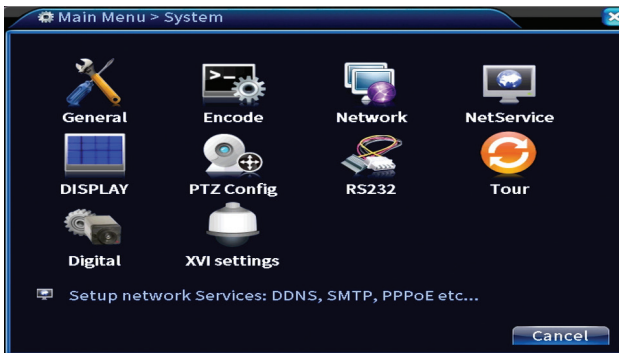 Main Menu > System
General Encode Network NetService
DISPLAY PTZ Config RS232 Tour
Digital XVI settings
Setup network Services: DDNS, SMTP, PPPoE etc...
Cancel